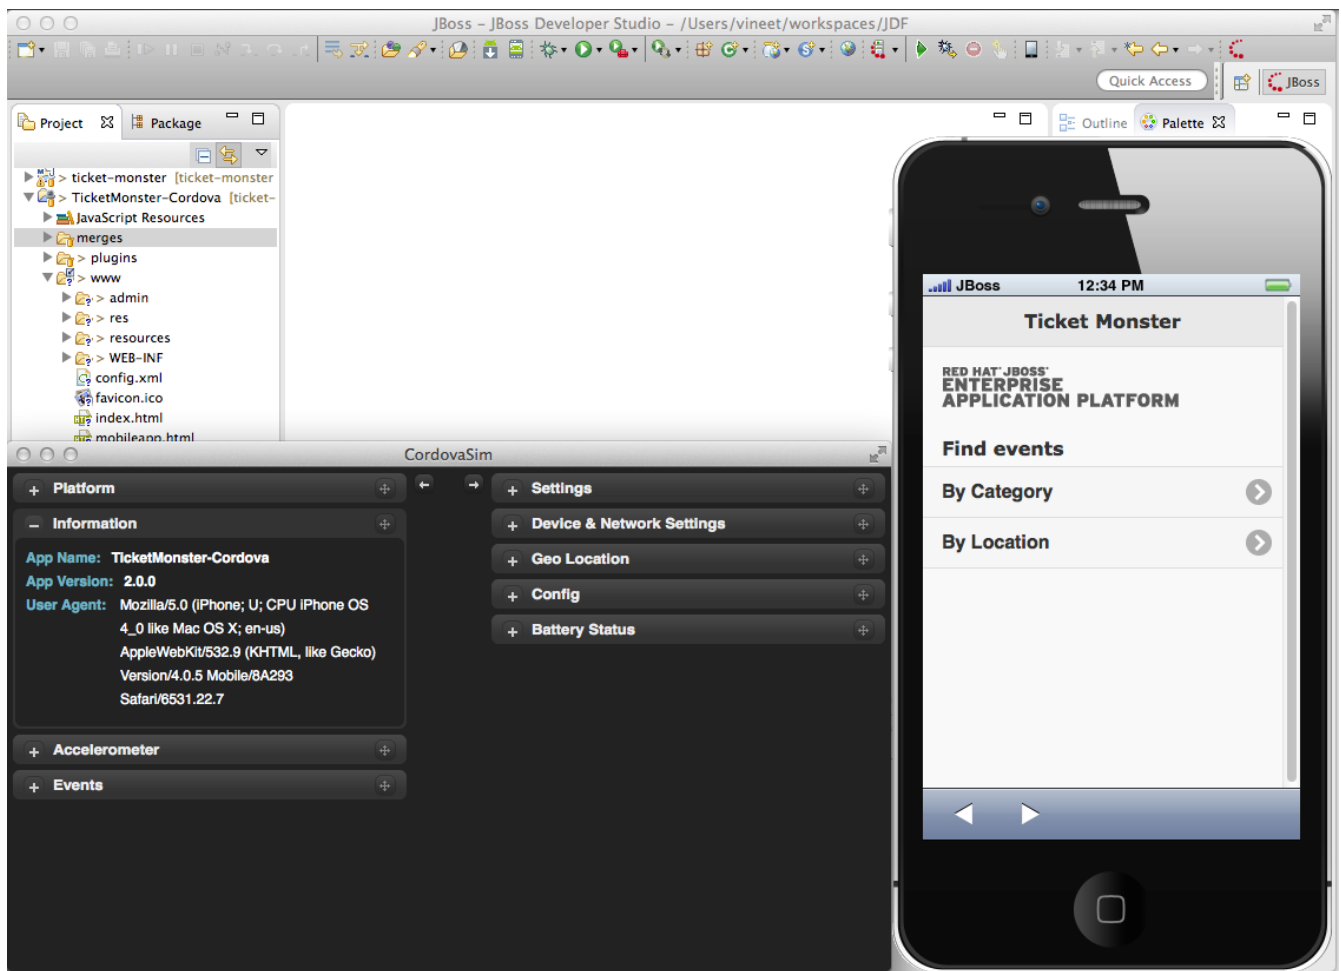 JBoss – JBoss Developer Studio – /Users/vineet/workspaces/JDF
Quick Access
JBoss
Project
Package
Outline
Palette
> ticket-monster [ticket-monster
> TicketMonster-Cordova [ticket-
JavaScript Resources
merges
> plugins
> www
> admin
> res
> resources
> WEB-INF
config.xml
favicon.ico
index.html
mobileapp.html
CordovaSim
Platform
Information
App Name: TicketMonster-Cordova
App Version: 2.0.0
User Agent: Mozilla/5.0 (iPhone; U; CPU iPhone OS
4_0 like Mac OS X; en-us)
AppleWebKit/532.9 (KHTML, like Gecko)
Version/4.0.5 Mobile/8A293
Safari/6531.22.7
Accelerometer
Events
Settings
Device & Network Settings
Geo Location
Config
Battery Status
JBoss 12:34 PM
Ticket Monster
RED HAT® JBOSS®
ENTERPRISE
APPLICATION PLATFORM
Find events
By Category
By Location